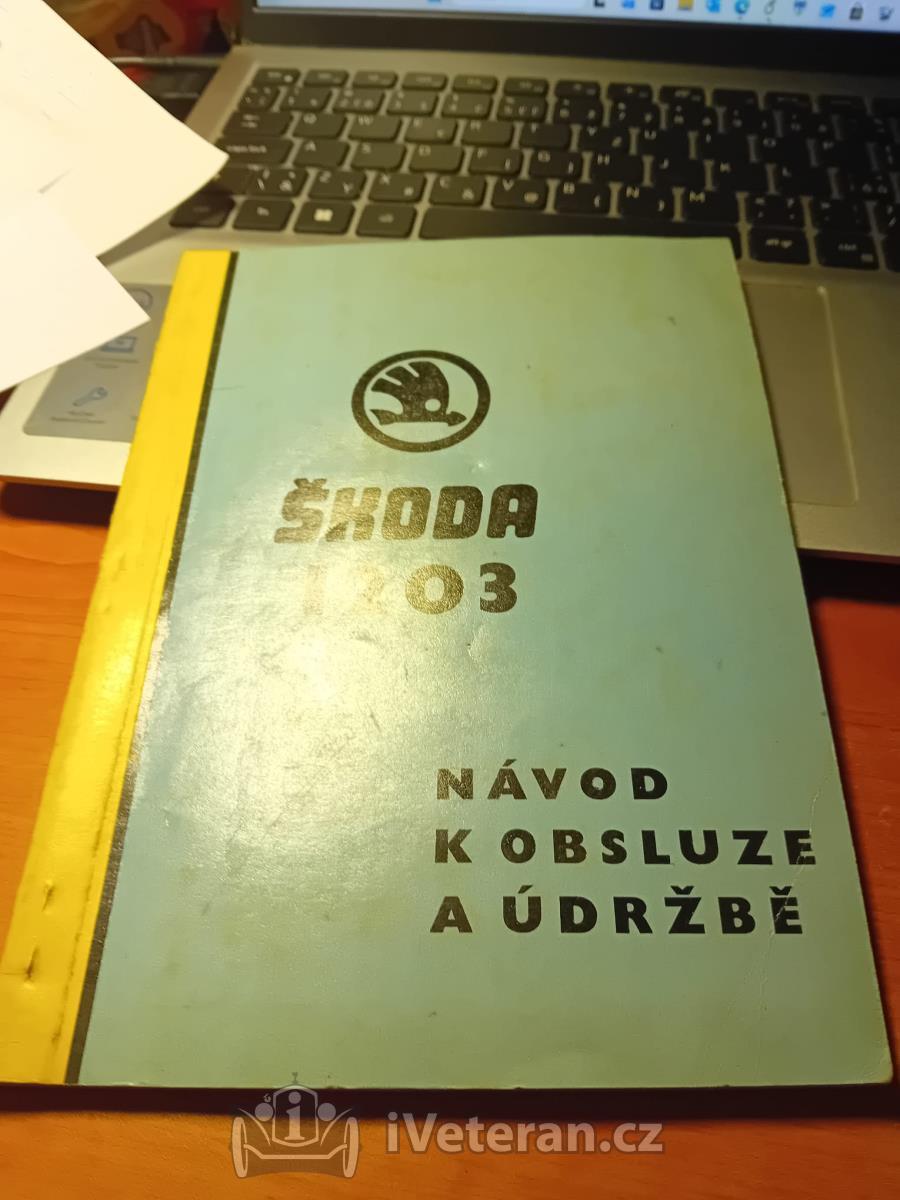 ŠKODA
1203
NÁVOD
K OBSLUZE
A ÚDRŽBĚ
iVeteran.cz